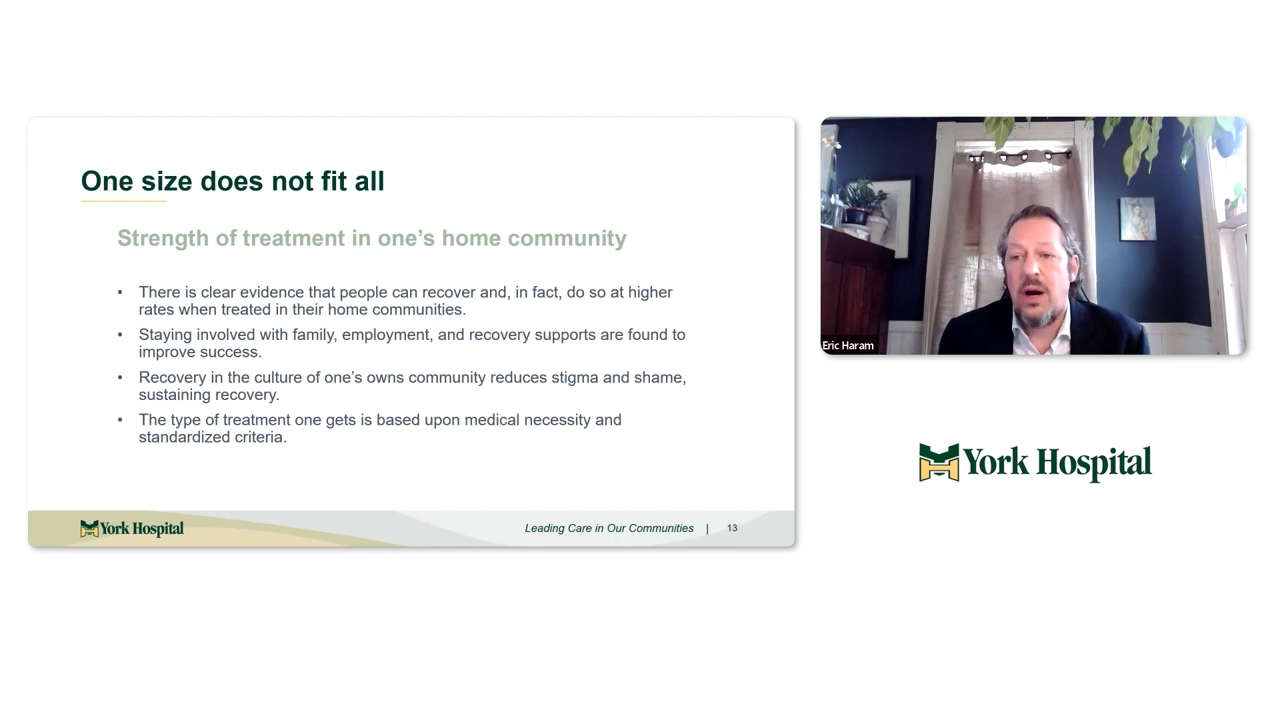 One size does not fit all
Strength of treatment in one’s home community
• There is clear evidence that people can recover and, in fact, do so at higher
rates when treated in their home communities.
• Staying involved with family, employment, and recovery supports are found to
improve success.
• Recovery in the culture of one’s owns community reduces stigma and shame,
sustaining recovery.
• The type of treatment one gets is based upon medical necessity and
standardized criteria.
York Hospital
Leading Care in Our Communities | 13
Eric Haram
York Hospital